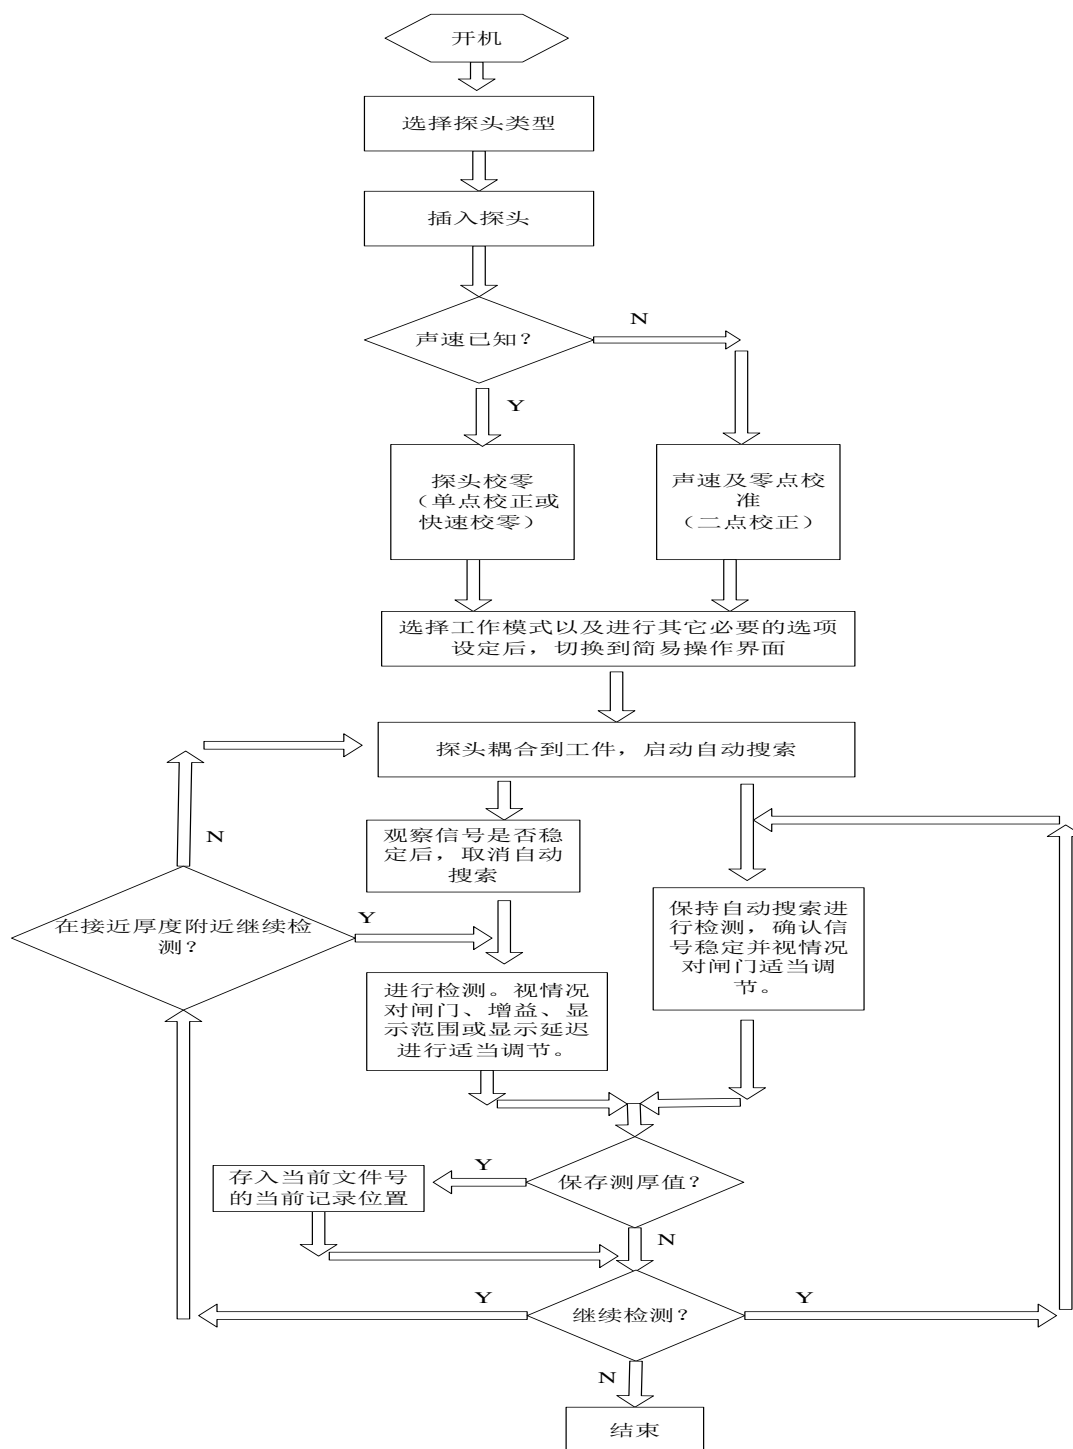 开机
选择探头类型
插入探头
声速已知？
N
Y
探头校零
（单点校正或
快速校零）
声速及零点校
准
（二点校正）
选择工作模式以及进行其它必要的选项
设定后，切换到简易操作界面
探头耦合到工件，启动自动搜索
N
观察信号是否稳
定后，取消自动
搜索
在接近厚度附近继续检
测？
Y
保持自动搜索进
行检测，确认信
号稳定并视情况
对闸门适当调
节。
进行检测。视情况
对闸门、增益、显
示范围或显示延迟
进行适当调节。
保存测厚值？
Y
存入当前文件号
的当前记录位置
N
继续检测？
Y
Y
N
结束